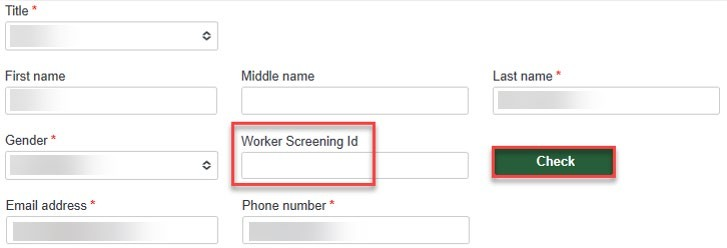 Title *
First name
Middle name
Last name *
Gender *
Worker Screening Id
Check
Email address *
Phone number *